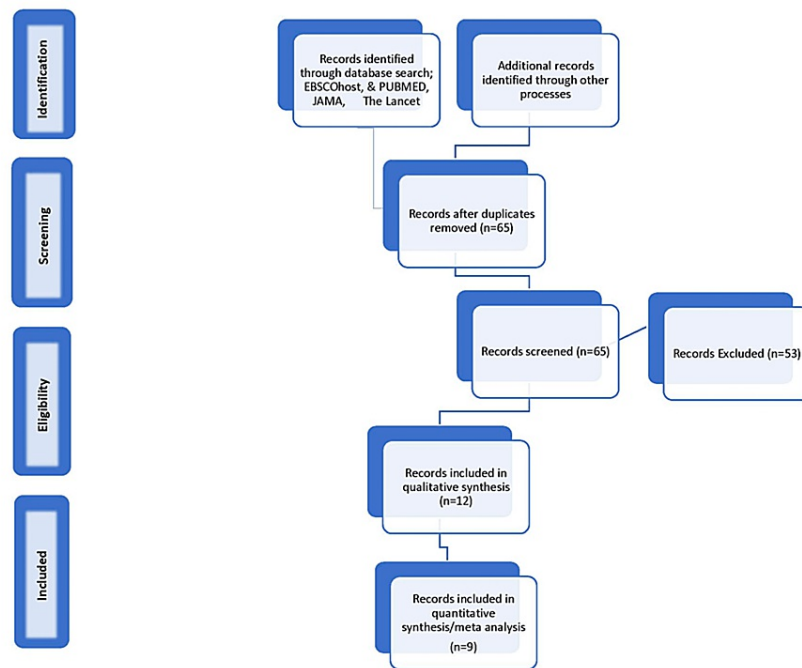 Identification
Records identified
through database search;
EBSCOhost, & PUBMED,
JAMA, The Lancet
Additional records
identified through other
processes
Screening
Records after duplicates
removed (n=65)
Records screened (n=65)
Records Excluded (n=53)
Eligibility
Records included in
qualitative synthesis
(n=12)
Included
Records included in
quantitative
synthesis/meta analysis
(n=9)